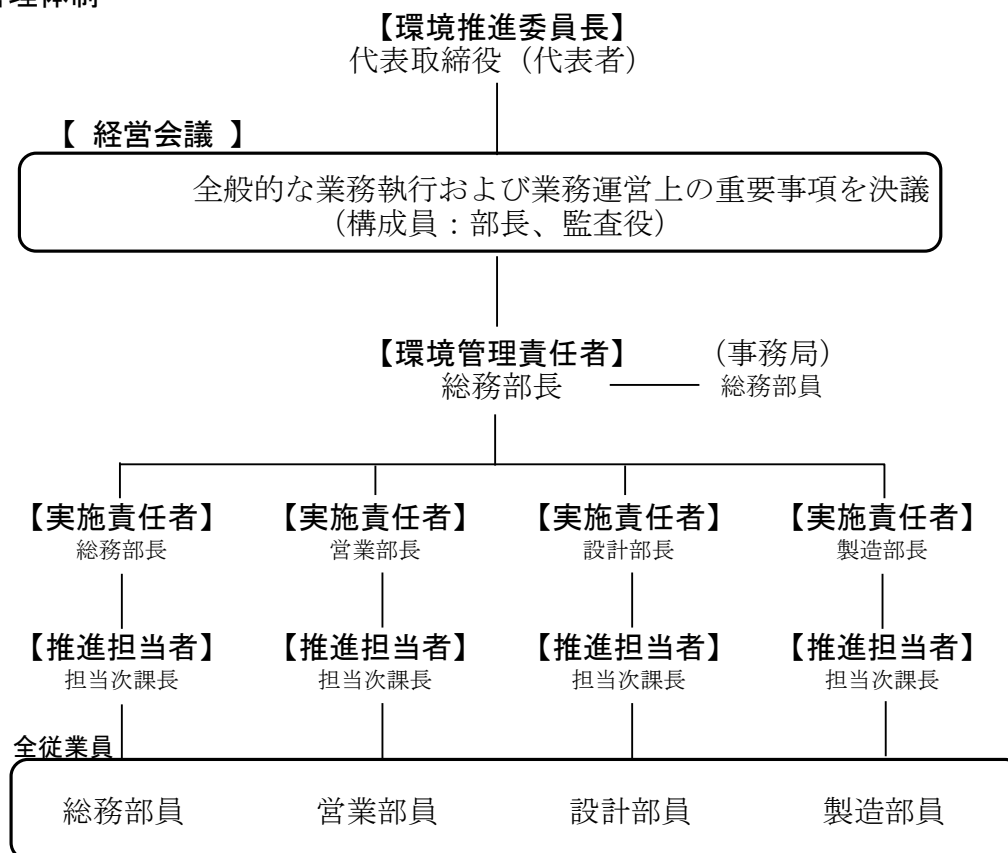 【環境推進委員長】
代表取締役（代表者）
【 経営会議 】
全般的な業務執行および業務運営上の重要事項を決議
（構成員：部長、監査役）
【環境管理責任者】 （事務局）
総務部長 総務部員
【実施責任者】 【実施責任者】 【実施責任者】 【実施責任者】
総務部長 営業部長 設計部長 製造部長
【推進担当者】 【推進担当者】 【推進担当者】 【推進担当者】
担当次課長 担当次課長 担当次課長 担当次課長
全従業員
総務部員 営業部員 設計部員 製造部員